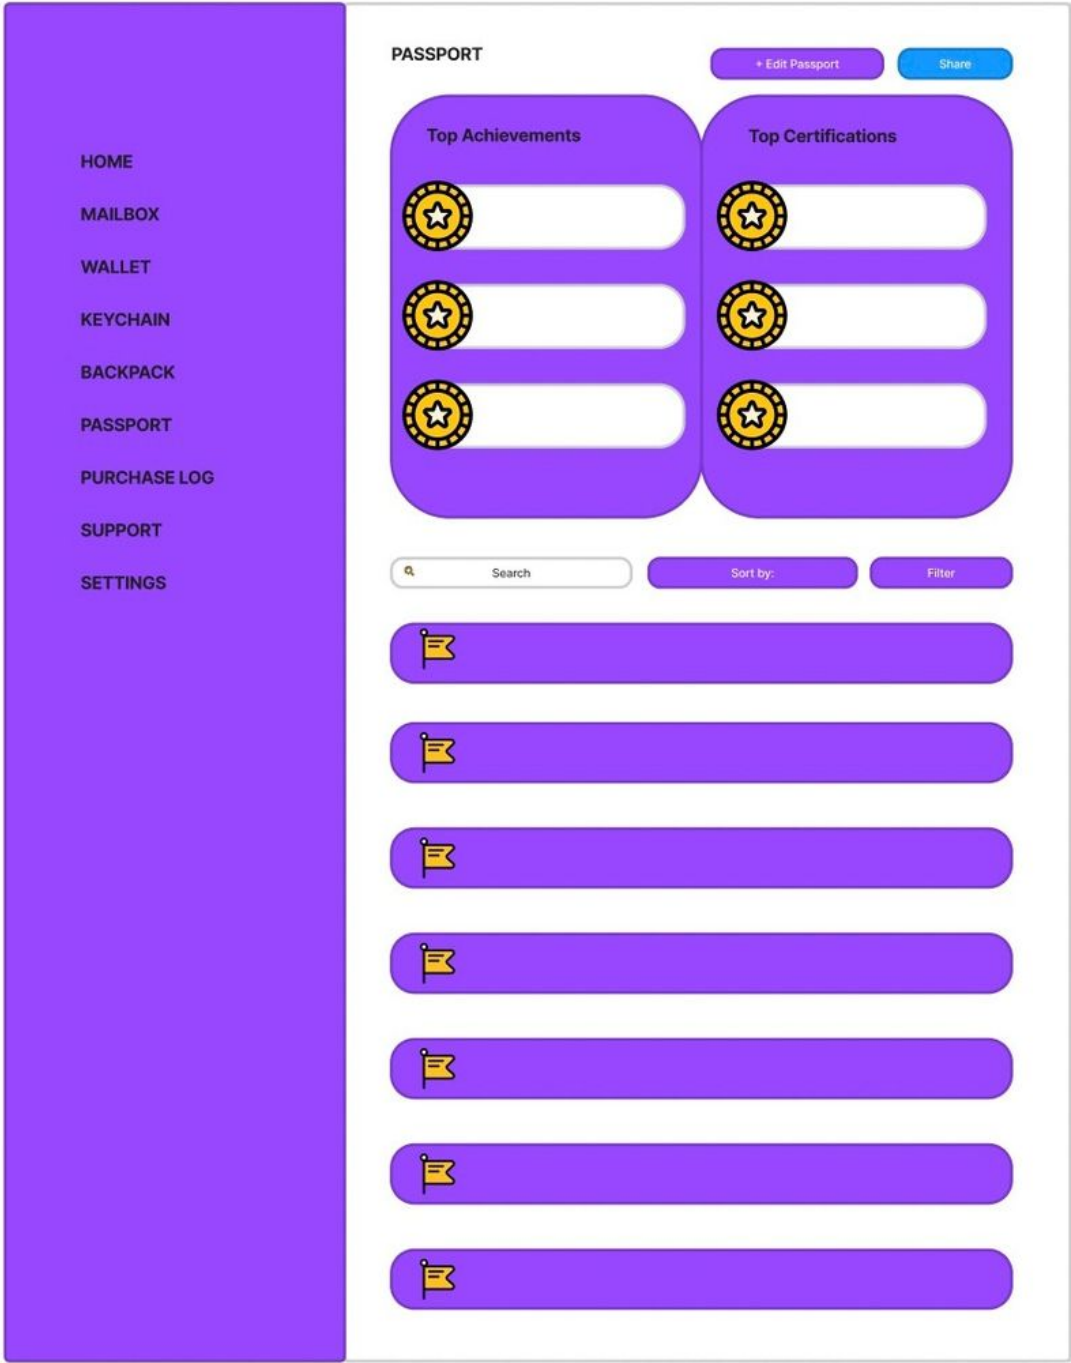 HOME
MAILBOX
WALLET
KEYCHAIN
BACKPACK
PASSPORT
PURCHASE LOG
SUPPORT
SETTINGS
PASSPORT
+ Edit Passport
Share
Top Achievements
Top Certifications
Search
Sort by:
Filter